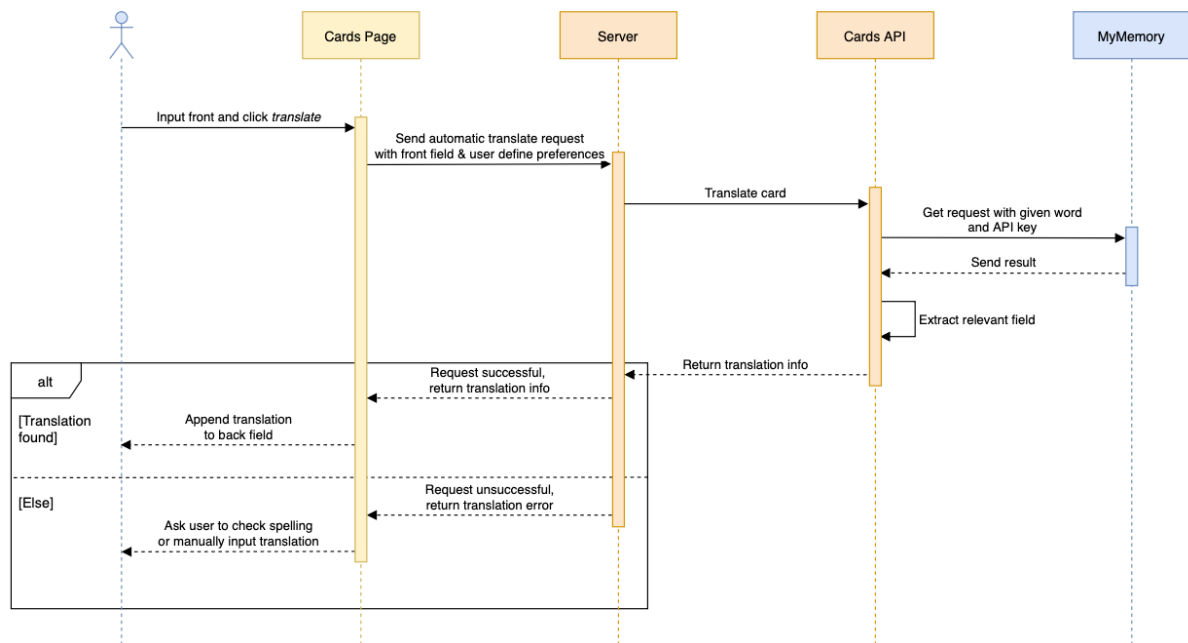 Cards Page
Server
Cards API
MyMemory
Input front and click translate
Send automatic translate request
with front field & user define preferences
Translate card
Get request with given word
and API key
Send result
Extract relevant field
Return translation info
alt
Request successful,
return translation info
[Translation
found]
Append translation
to back field
[Else]
Request unsuccessful,
return translation error
Ask user to check spelling
or manually input translation